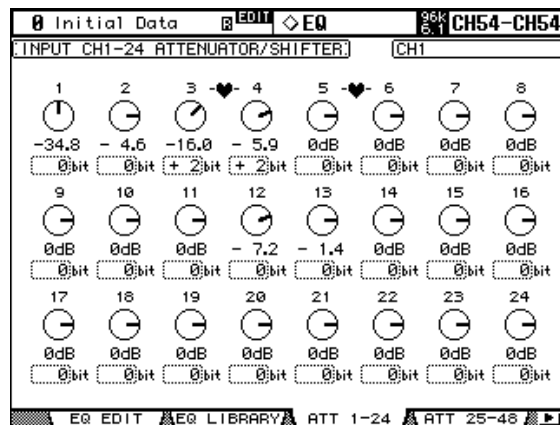 0 Initial Data EDIT ◇EQ 96k 6.1 CH54-CH54
INPUT CH1-24 ATTENUATOR/SHIFTER CH1
1 2 3 -♥- 4 5 -♥- 6 7 8
-34.8 - 4.6 -16.0 - 5.9 0dB 0dB 0dB 0dB
0bit 0bit + 2bit + 2bit 0bit 0bit 0bit 0bit
9 10 11 12 13 14 15 16
0dB 0dB 0dB - 7.2 - 1.4 0dB 0dB 0dB
0bit 0bit 0bit 0bit 0bit 0bit 0bit 0bit
17 18 19 20 21 22 23 24
0dB 0dB 0dB 0dB 0dB 0dB 0dB 0dB
0bit 0bit 0bit 0bit 0bit 0bit 0bit 0bit
EQ EDIT EQ LIBRARY ATT 1-24 ATT 25-48